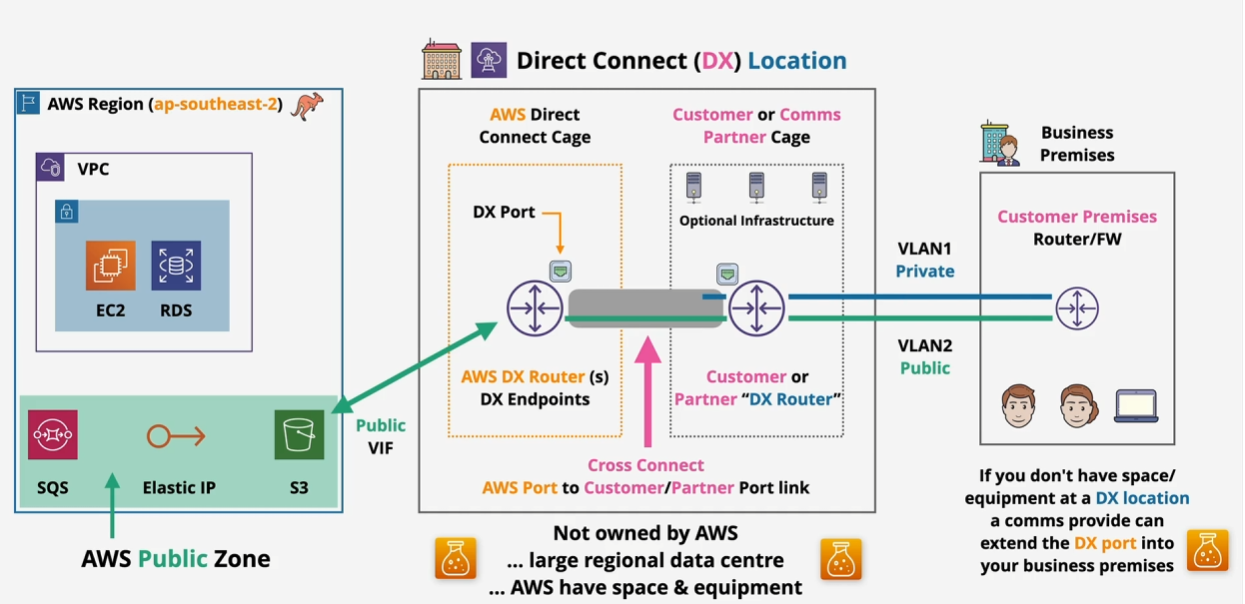 Direct Connect (DX) Location
AWS Region (ap-southeast-2)
VPC
EC2
RDS
SQS
Elastic IP
S3
AWS Public Zone
Public
VIF
AWS Direct
Connect Cage
DX Port
AWS DX Router (s)
DX Endpoints
Customer or Comms
Partner Cage
Optional Infrastructure
Customer or
Partner “DX Router”
Cross Connect
AWS Port to Customer/Partner Port link
Not owned by AWS
... large regional data centre
... AWS have space & equipment
VLAN1
Private
VLAN2
Public
Business
Premises
Customer Premises
Router/FW
If you don't have space/
equipment at a DX location
a comms provide can
extend the DX port into
your business premises